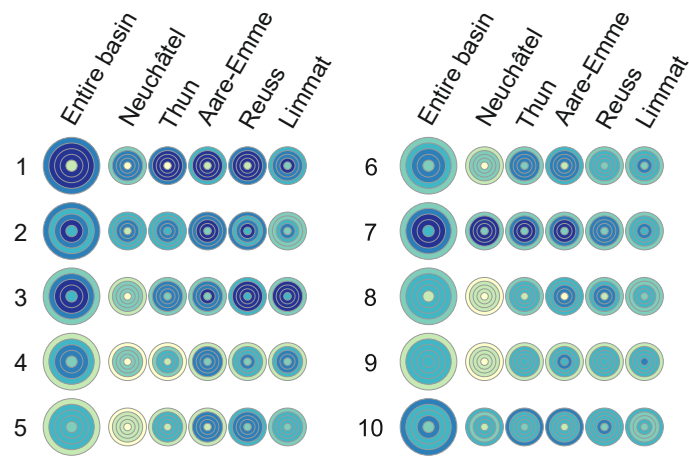 Entire basin Neuchâtel Thun Aare-Emme Reuss Limmat
Entire basin Neuchâtel Thun Aare-Emme Reuss Limmat
1 6
2 7
3 8
4 9
5 10